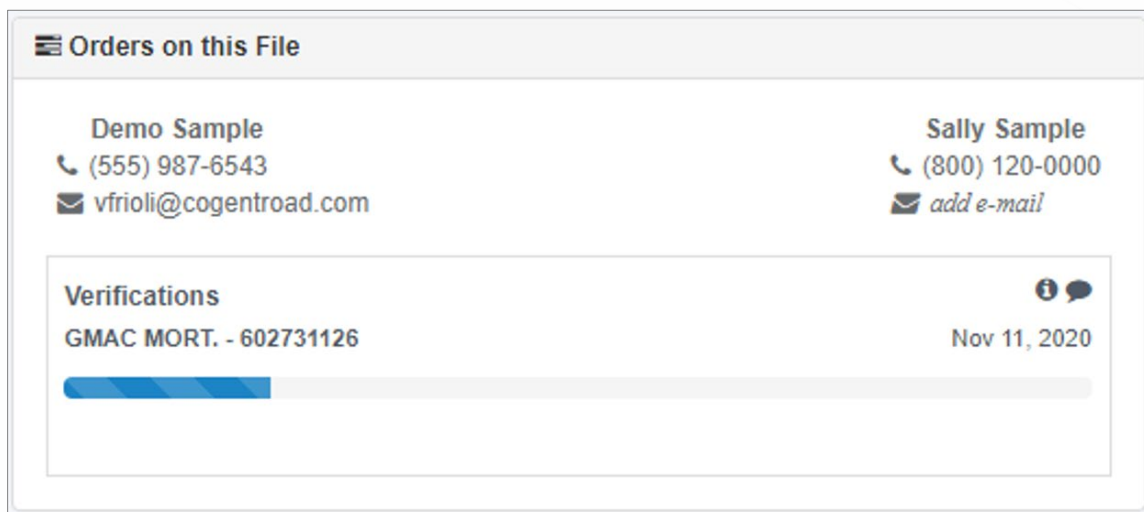 Orders on this File
Demo Sample
(555) 987-6543
vfrioli@cogentroad.com
Sally Sample
(800) 120-0000
add e-mail
Verifications
GMAC MORT. - 602731126
Nov 11, 2020